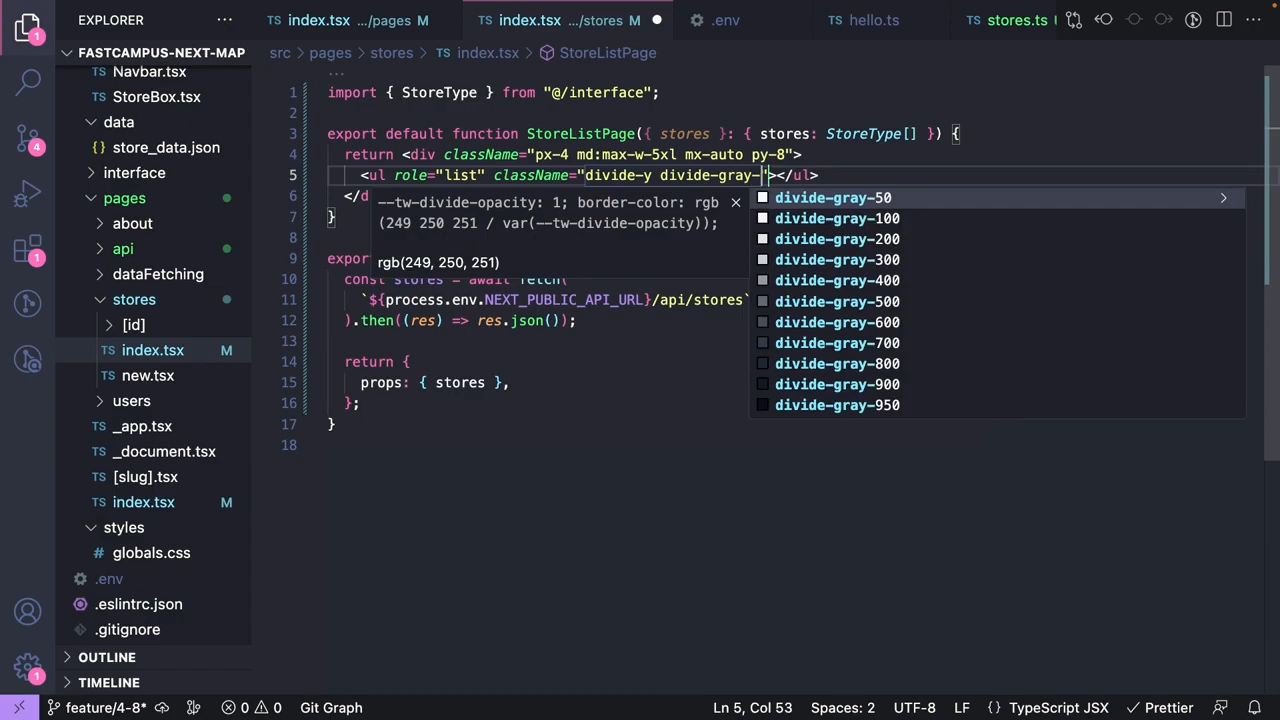 EXPLORER
index.tsx .../pages M
index.tsx .../stores M
.env
hello.ts
stores.ts
FASTCAMPUS-NEXT-MAP
src > pages > stores > index.tsx > StoreListPage
Navbar.tsx
StoreBox.tsx
data
store_data.json
interface
pages
about
api
dataFetching
stores
[id]
index.tsx M
new.tsx
users
_app.tsx
_document.tsx
[slug].tsx
index.tsx M
styles
globals.css
.env
.eslintrc.json
.gitignore
OUTLINE
TIMELINE
1 import { StoreType } from "@/interface";
2
3 export default function StoreListPage({ stores }: { stores: StoreType[] }) {
4 return <div className="px-4 md:max-w-5xl mx-auto py-8">
5 <ul role="list" className="divide-y divide-gray-"></ul>
6 </d
7 }
8
9 expor
10 const stores = await fetch(
11 `${process.env.NEXT_PUBLIC_API_URL}/api/stores`
12 ).then((res) => res.json());
13
14 return {
15 props: { stores },
16 };
17 }
18
--tw-divide-opacity: 1; border-color: rgb
(249 250 251 / var(--tw-divide-opacity));
rgb(249, 250, 251)
divide-gray-50
divide-gray-100
divide-gray-200
divide-gray-300
divide-gray-400
divide-gray-500
divide-gray-600
divide-gray-700
divide-gray-800
divide-gray-900
divide-gray-950
1
4
1
1
feature/4-8* 0 0 Git Graph Ln 5, Col 53 Spaces: 2 UTF-8 LF {} TypeScript JSX Prettier